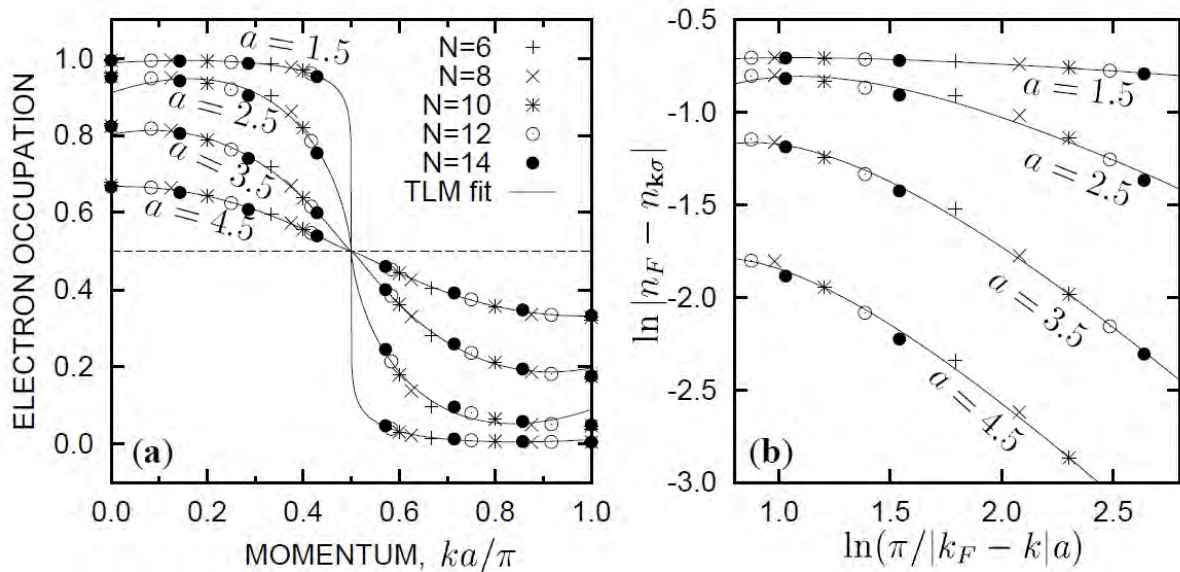 ELECTRON OCCUPATION
1.0
0.8
0.6
0.4
0.2
0.0
a = 1.5
a = 2.5
a = 3.5
a = 4.5
N=6
N=8
N=10
N=12
N=14
TLM fit
(a)
0.0 0.2 0.4 0.6 0.8 1.0
MOMENTUM, ka/π
ln |n_F − n_kσ|
-0.5
-1.0
-1.5
-2.0
-2.5
-3.0
a = 1.5
a = 2.5
a = 3.5
a = 4.5
(b)
1.0 1.5 2.0 2.5
ln(π/|k_F − k|a)